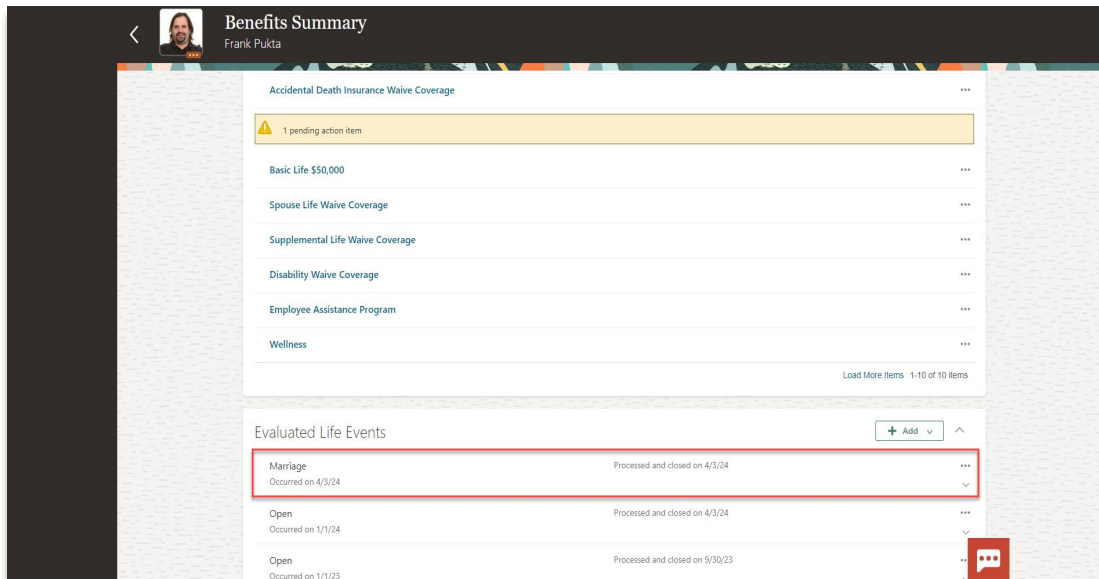 Benefits Summary
Frank Pukta
Accidental Death Insurance Waive Coverage
1 pending action item
Basic Life $50,000
Spouse Life Waive Coverage
Supplemental Life Waive Coverage
Disability Waive Coverage
Employee Assistance Program
Wellness
Load More Items 1-10 of 10 items
Evaluated Life Events
+ Add
Marriage Processed and closed on 4/3/24
Occurred on 4/3/24
Open Processed and closed on 4/3/24
Occurred on 1/1/24
Open Processed and closed on 9/30/23
Occurred on 1/1/23